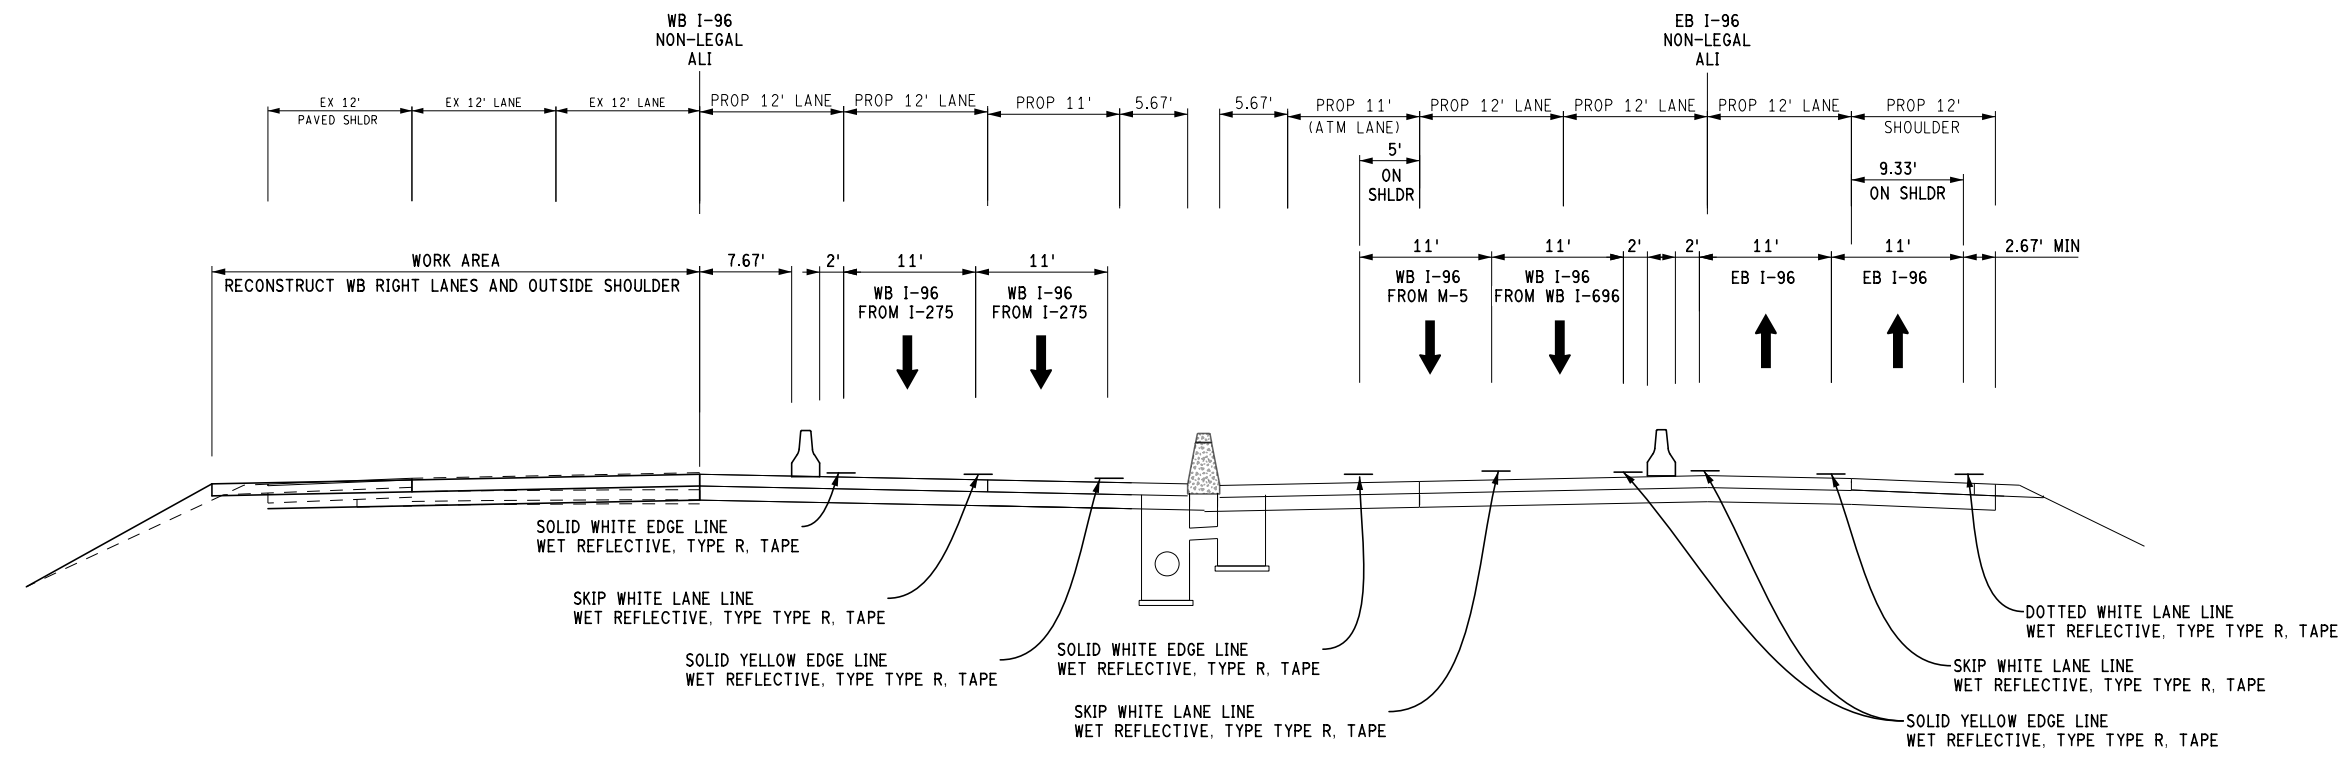 WB I-96
NON-LEGAL
ALI
EB I-96
NON-LEGAL
ALI
EX 12'
PAVED SHLDR
EX 12' LANE
EX 12' LANE
PROP 12' LANE
PROP 12' LANE
PROP 11'
5.67'
5.67'
PROP 11'
(ATM LANE)
PROP 12' LANE
PROP 12' LANE
PROP 12' LANE
PROP 12'
SHOULDER
5'
ON
SHLDR
9.33'
ON SHLDR
WORK AREA
RECONSTRUCT WB RIGHT LANES AND OUTSIDE SHOULDER
7.67'
2'
11'
WB I-96
FROM I-275
11'
WB I-96
FROM I-275
11'
WB I-96
FROM M-5
11'
WB I-96
FROM WB I-696
2'
2'
11'
EB I-96
11'
EB I-96
2.67' MIN
SOLID WHITE EDGE LINE
WET REFLECTIVE, TYPE R, TAPE
SKIP WHITE LANE LINE
WET REFLECTIVE, TYPE TYPE R, TAPE
SOLID YELLOW EDGE LINE
WET REFLECTIVE, TYPE TYPE R, TAPE
SOLID WHITE EDGE LINE
WET REFLECTIVE, TYPE R, TAPE
SKIP WHITE LANE LINE
WET REFLECTIVE, TYPE TYPE R, TAPE
DOTTED WHITE LANE LINE
WET REFLECTIVE, TYPE TYPE R, TAPE
SKIP WHITE LANE LINE
WET REFLECTIVE, TYPE TYPE R, TAPE
SOLID YELLOW EDGE LINE
WET REFLECTIVE, TYPE TYPE R, TAPE